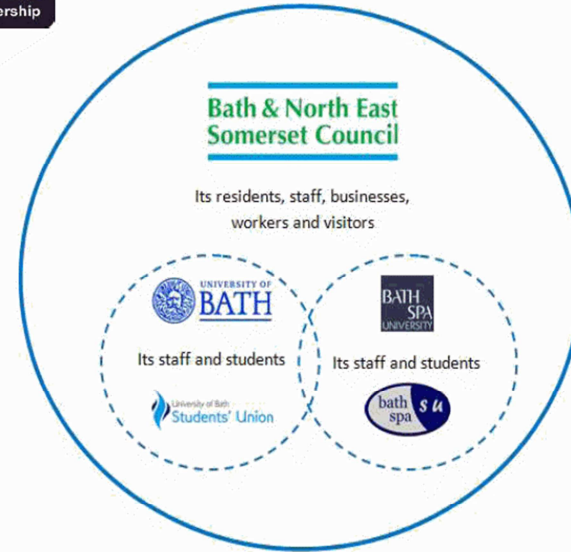 ership
Bath & North East
Somerset Council
Its residents, staff, businesses,
workers and visitors
UNIVERSITY OF
BATH
Its staff and students
University of Bath
Students' Union
BATH
SPA
UNIVERSITY
Its staff and students
bath
spa
su